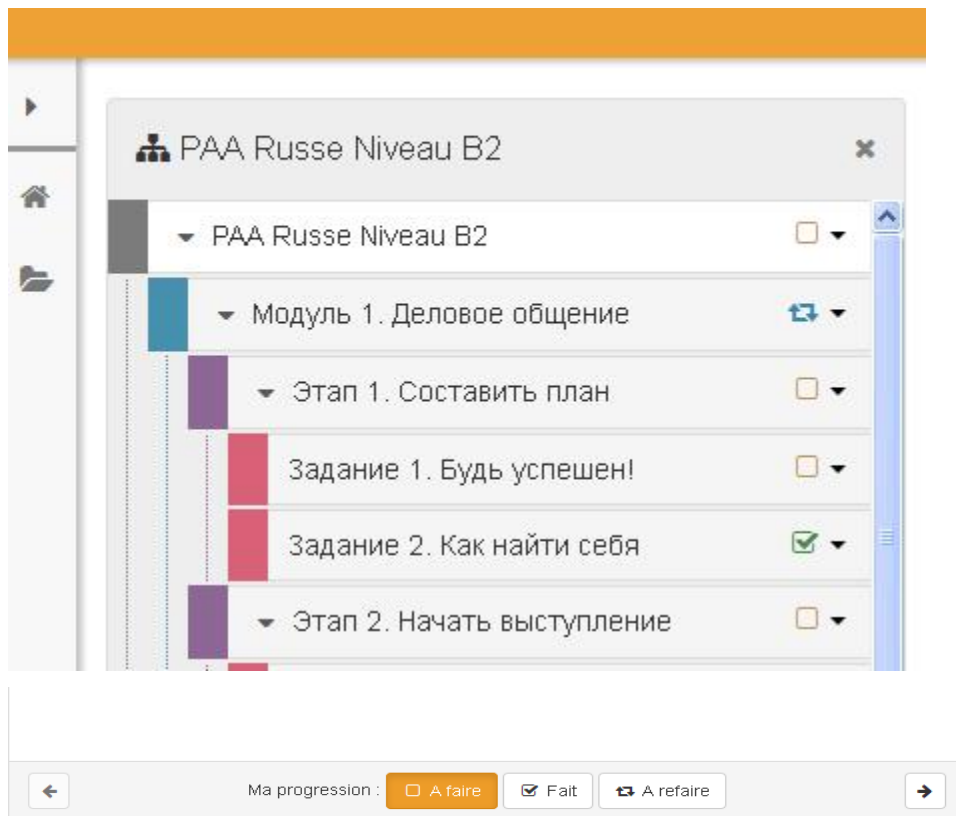 PAA Russe Niveau B2
PAA Russe Niveau B2
Модуль 1. Деловое общение
Этап 1. Составить план
Задание 1. Будь успешен!
Задание 2. Как найти себя
Этап 2. Начать выступление
Ma progression : A faire Fait A refaire